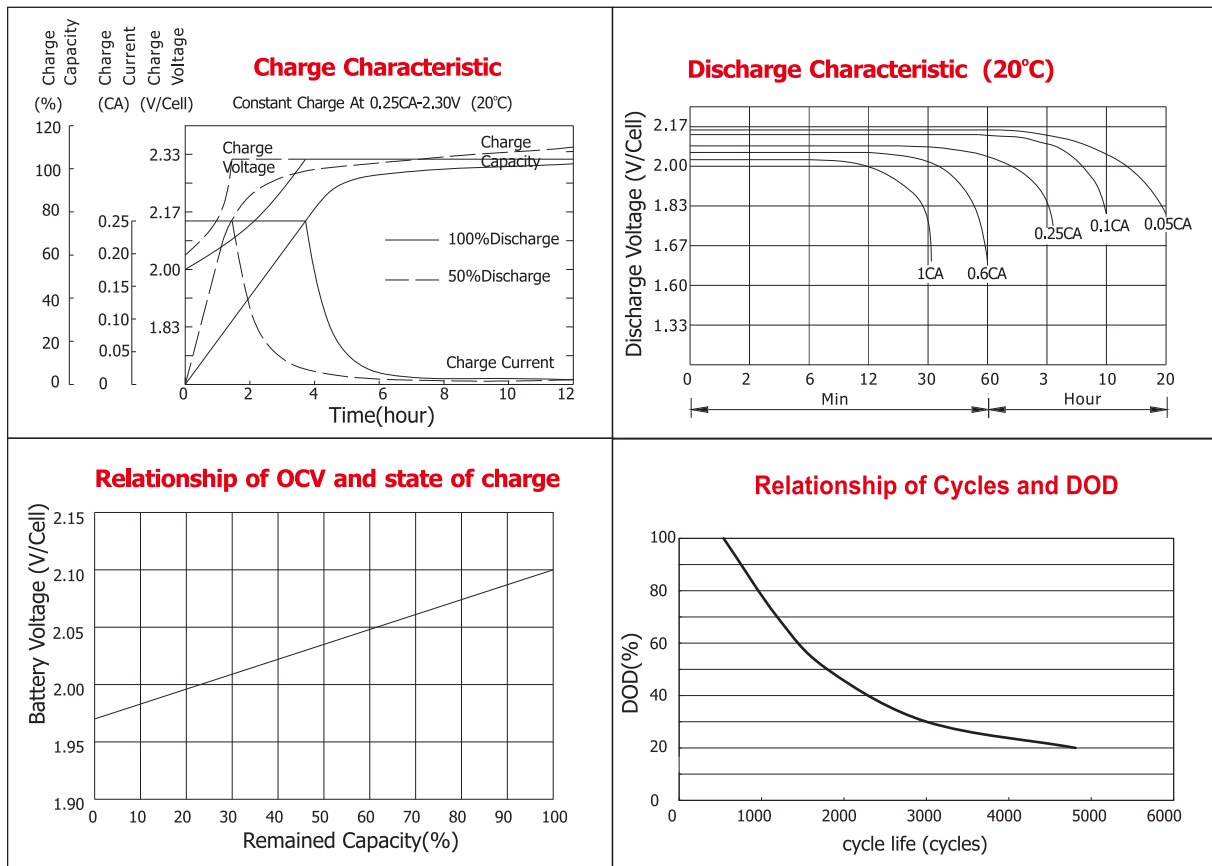 Charge Capacity
Charge Current
Charge Voltage
(%) (CA) (V/Cell)
Charge Characteristic
Constant Charge At 0.25CA-2.30V (20°C)
120
100
80
60
40
20
0
0.25
0.20
0.15
0.10
0.05
0
2.33
2.17
2.00
1.83
Charge Voltage
Charge Capacity
100%Discharge
50%Discharge
Charge Current
0 2 4 6 8 10 12
Time(hour)
Discharge Characteristic (20°C)
Discharge Voltage (V/Cell)
2.17
2.00
1.83
1.67
1.60
1.33
1CA
0.6CA
0.25CA
0.1CA
0.05CA
0 2 6 12 30 60 3 10 20
Min Hour
Relationship of OCV and state of charge
Battery Voltage (V/Cell)
2.15
2.10
2.05
2.00
1.95
1.90
0 10 20 30 40 50 60 70 80 90 100
Remained Capacity(%)
Relationship of Cycles and DOD
DOD(%)
100
80
60
40
20
0
0 1000 2000 3000 4000 5000 6000
cycle life (cycles)